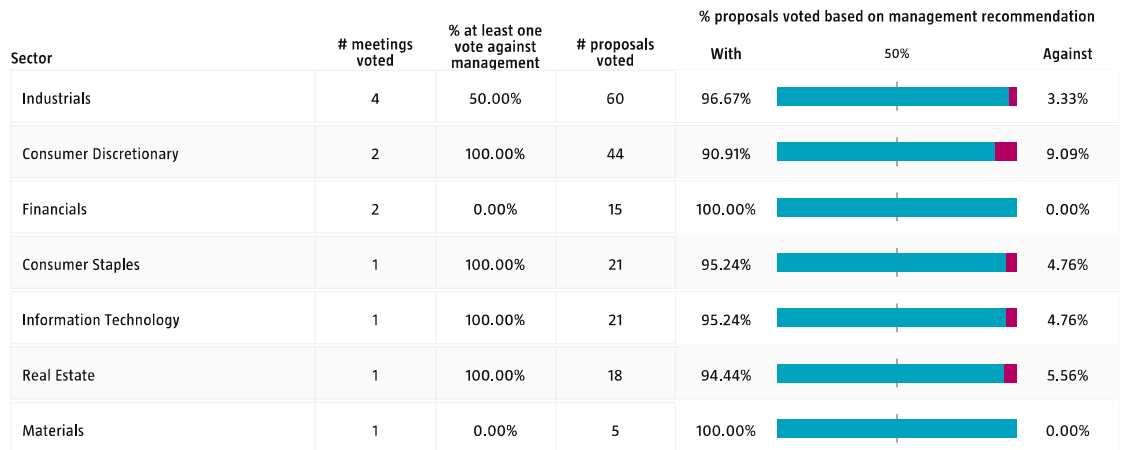 % proposals voted based on management recommendation
Sector # meetings voted % at least one vote against management # proposals voted With 50% Against
Industrials 4 50.00% 60 96.67% 3.33%
Consumer Discretionary 2 100.00% 44 90.91% 9.09%
Financials 2 0.00% 15 100.00% 0.00%
Consumer Staples 1 100.00% 21 95.24% 4.76%
Information Technology 1 100.00% 21 95.24% 4.76%
Real Estate 1 100.00% 18 94.44% 5.56%
Materials 1 0.00% 5 100.00% 0.00%